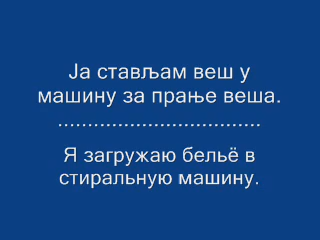 Ја стављам веш у
машину за прање веша.
..................................
Я загружаю бельё в
стиральную машину.